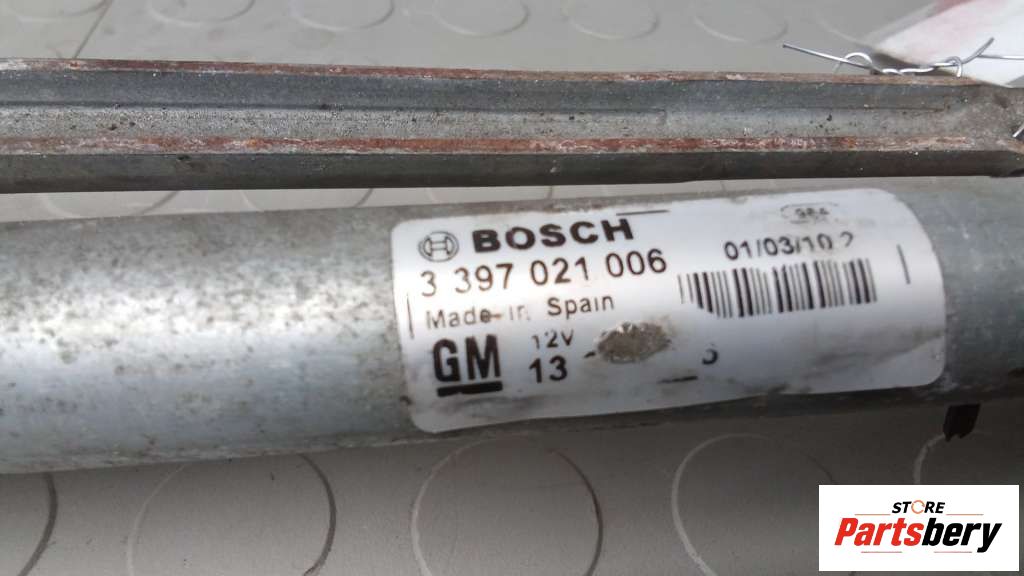 BOSCH
3 397 021 006
Made in Spain
01/03/10 2
GM
12V
13
STORE
Partsbery